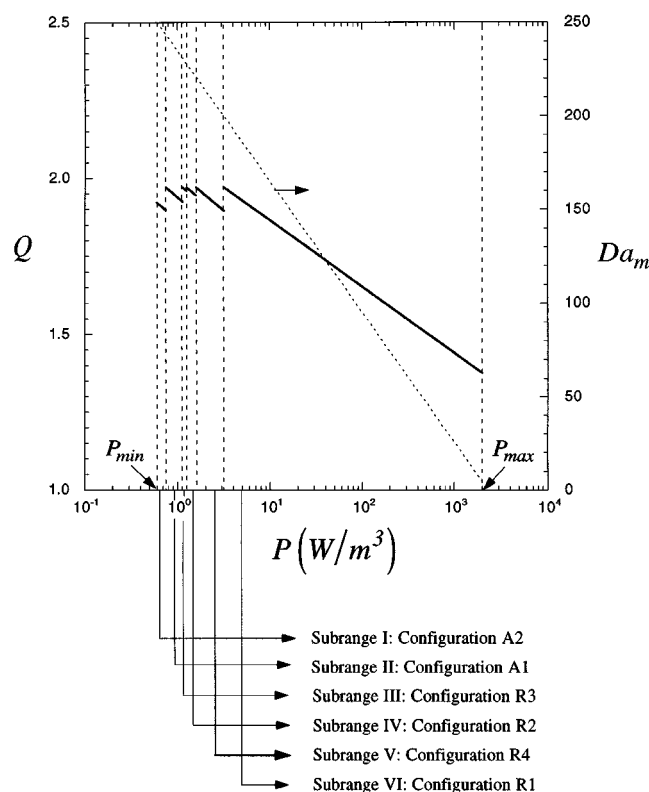 2.5
2.0
1.5
1.0
Q
250
200
150
100
50
0
Da_m
P_min
P_max
10^-1
10^0
10^1
10^2
10^3
10^4
P(W/m^3)
Subrange I: Configuration A2
Subrange II: Configuration A1
Subrange III: Configuration R3
Subrange IV: Configuration R2
Subrange V: Configuration R4
Subrange VI: Configuration R1